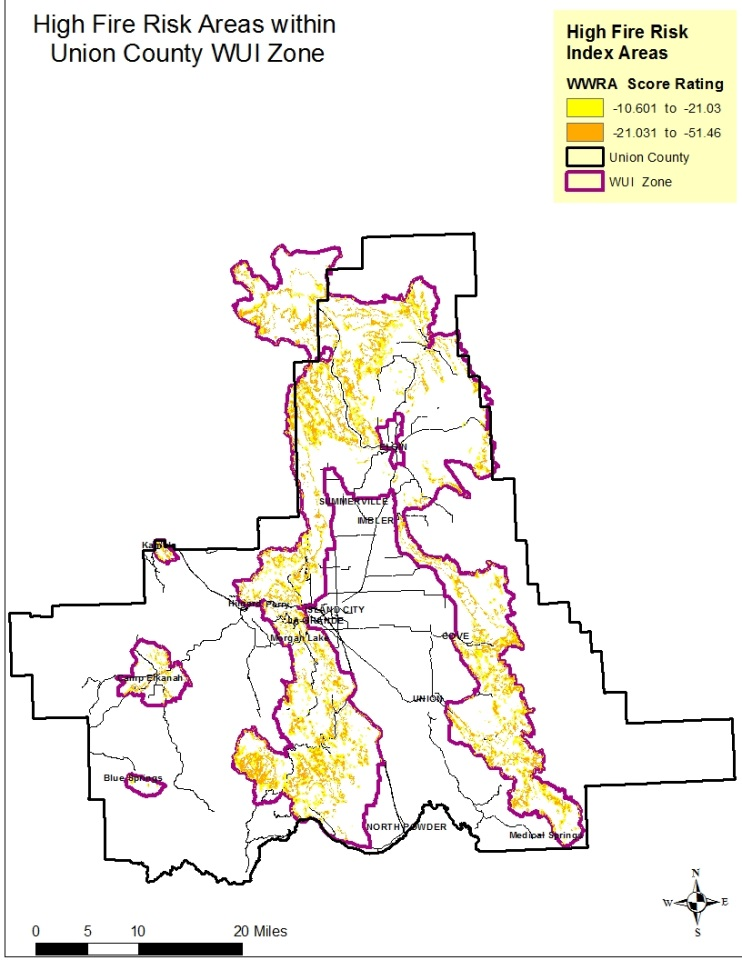 High Fire Risk Areas within
Union County WUI Zone
High Fire Risk
Index Areas
WWRA Score Rating
-10.601 to -21.03
-21.031 to -51.46
Union County
WUI Zone
ELGIN
SUMMERVILLE
IMBLER
Perry
ISLAND CITY
LA GRANDE
Morgan Lake
COVE
Camp Elkanah
UNION
Blue Springs
NORTH POWDER
Medical Springs
N
W
E
S
0
5
10
20 Miles